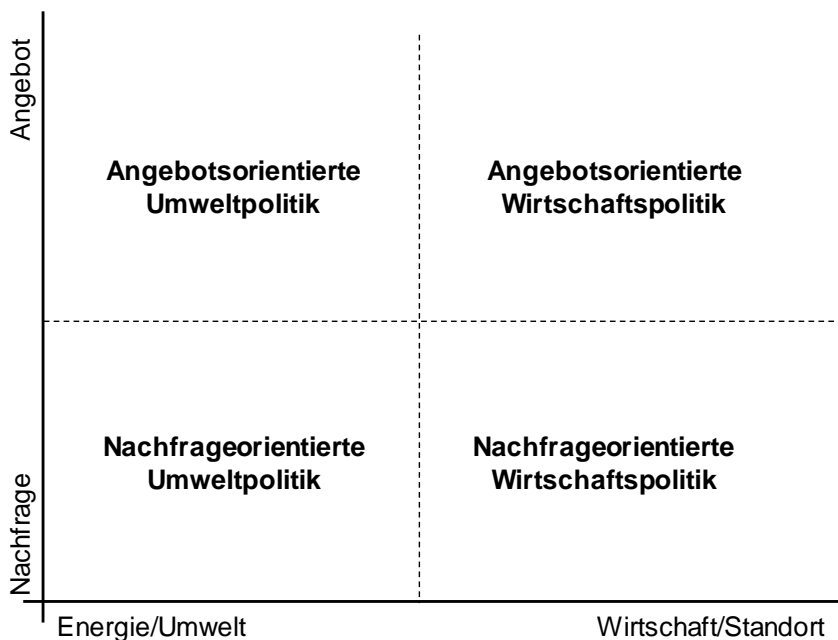 Angebot
Angebotsorientierte
Umweltpolitik
Angebotsorientierte
Wirtschaftspolitik
Nachfrageorientierte
Umweltpolitik
Nachfrageorientierte
Wirtschaftspolitik
Nachfrage
Energie/Umwelt
Wirtschaft/Standort